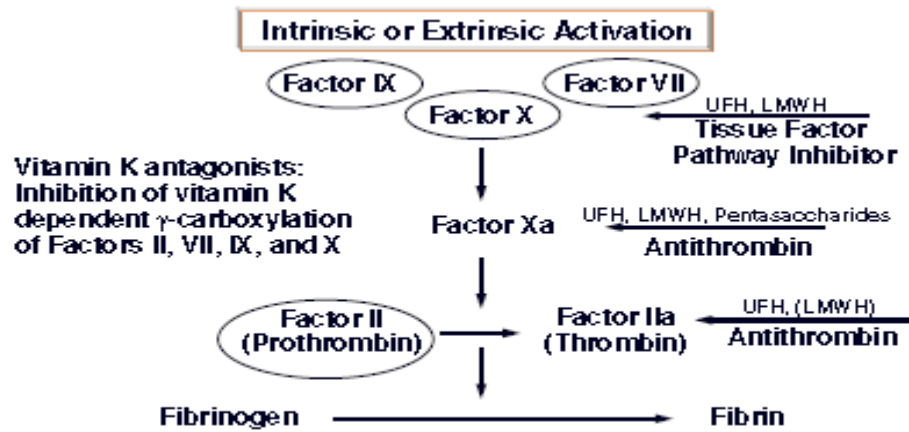 Intrinsic or Extrinsic Activation
Factor IX
Factor VII
Factor X
UFH, LMWH
Tissue Factor
Pathway Inhibitor
Vitamin K antagonists:
Inhibition of vitamin K
dependent γ-carboxylation
of Factors II, VII, IX, and X
Factor Xa
UFH, LMWH, Pentasaccharides
Antithrombin
Factor II
(Prothrombin)
Factor IIa
(Thrombin)
UFH, (LMWH)
Antithrombin
Fibrinogen
Fibrin